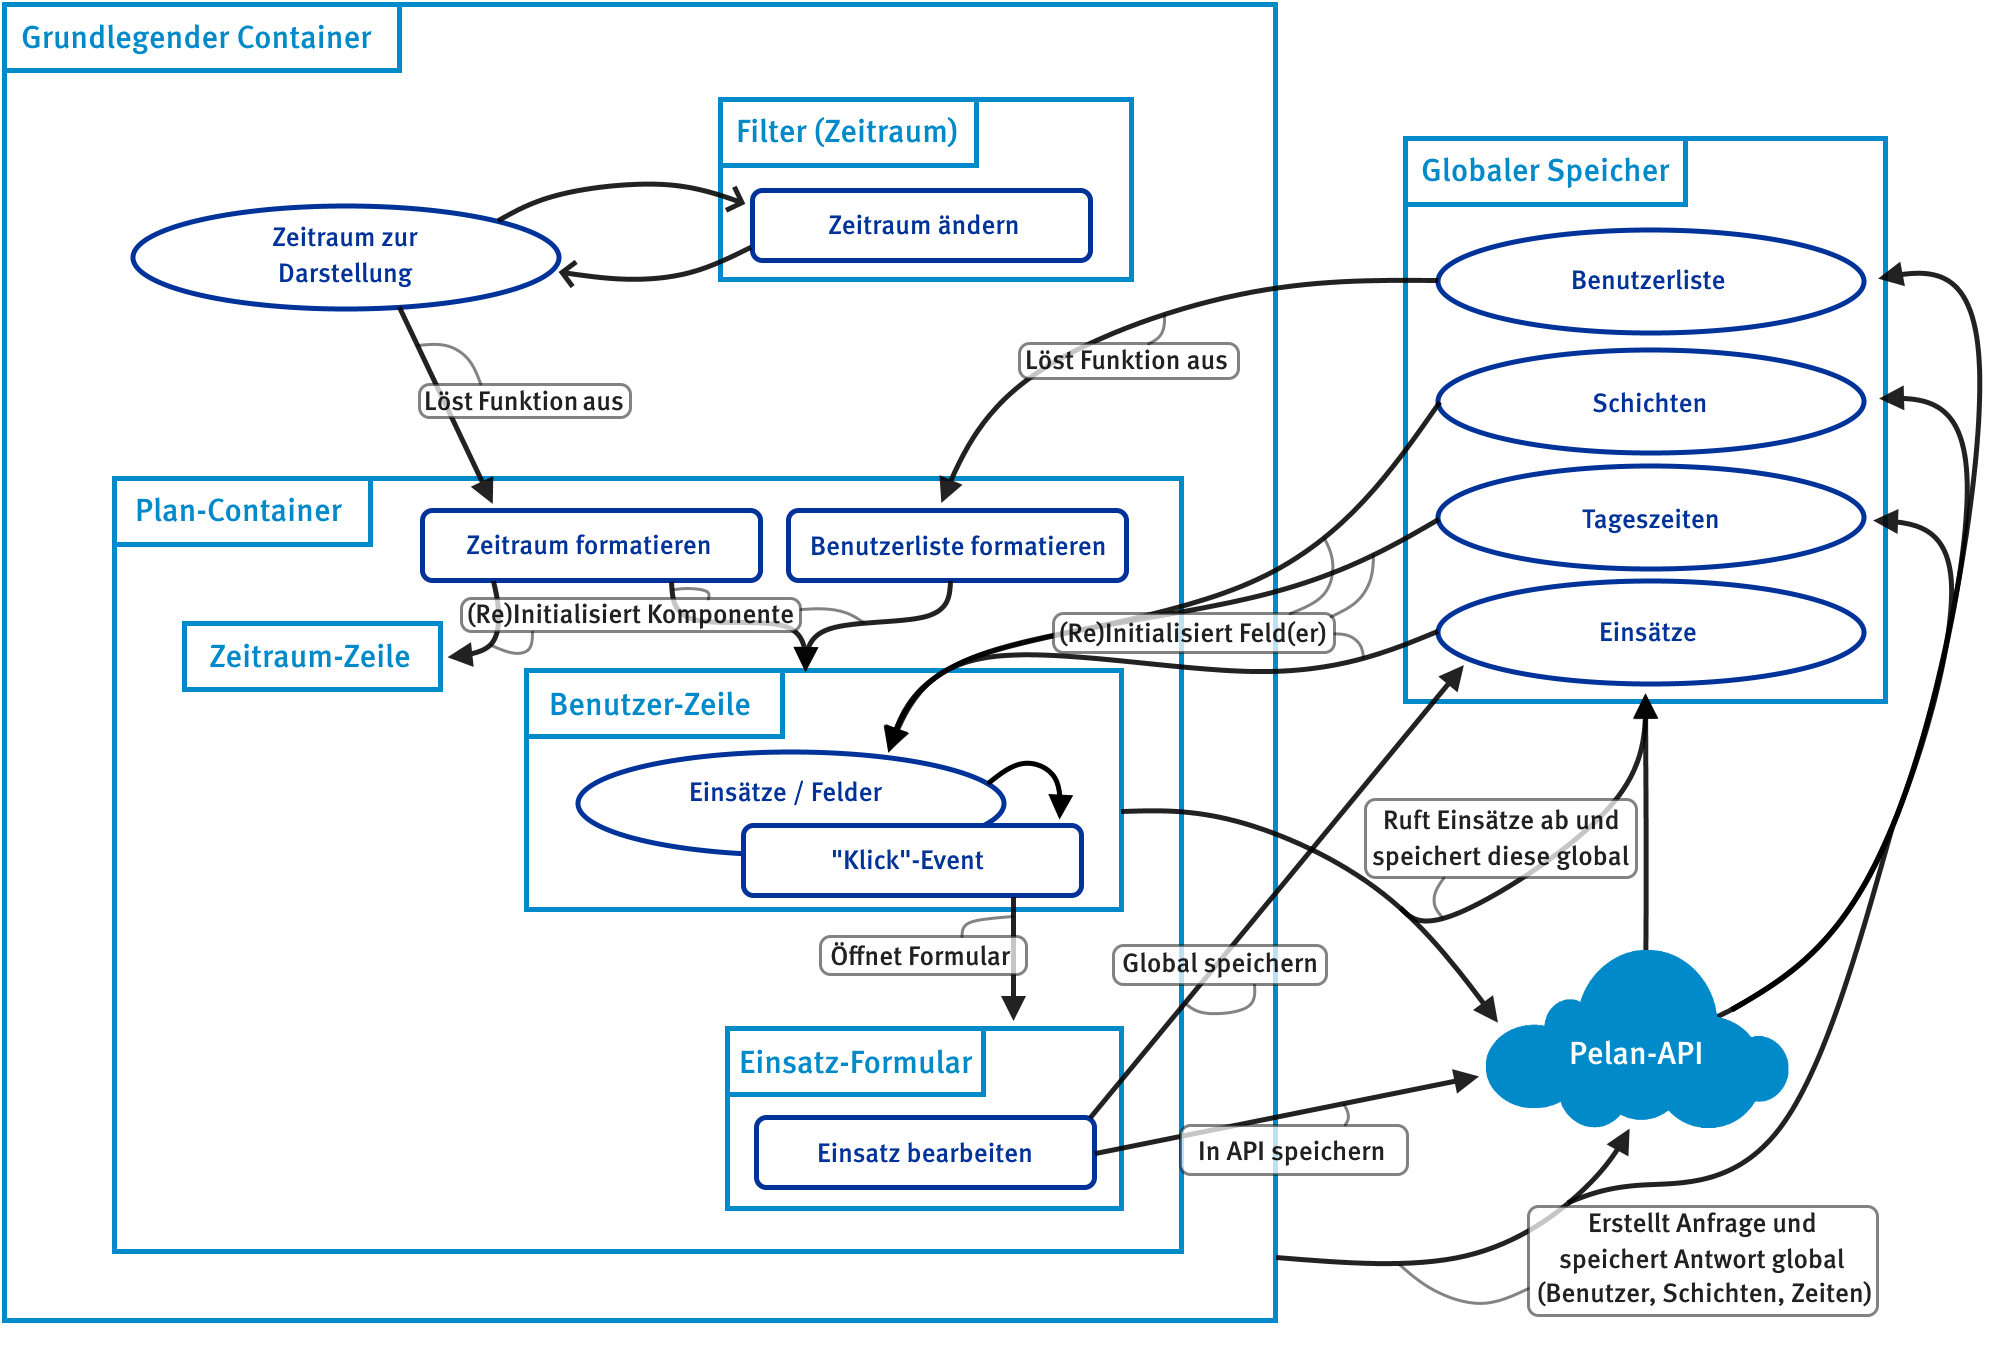 Grundlegender Container
Filter (Zeitraum)
Zeitraum ändern
Zeitraum zur
Darstellung
Löst Funktion aus
Löst Funktion aus
Globaler Speicher
Benutzerliste
Schichten
Tageszeiten
Einsätze
Plan-Container
Zeitraum formatieren
Benutzerliste formatieren
(Re)Initialisiert Komponente
(Re)Initialisiert Feld(er)
Zeitraum-Zeile
Benutzer-Zeile
Einsätze / Felder
"Klick"-Event
Ruft Einsätze ab und
speichert diese global
Öffnet Formular
Global speichern
Einsatz-Formular
Einsatz bearbeiten
In API speichern
Pelan-API
Erstellt Anfrage und
speichert Antwort global
(Benutzer, Schichten, Zeiten)